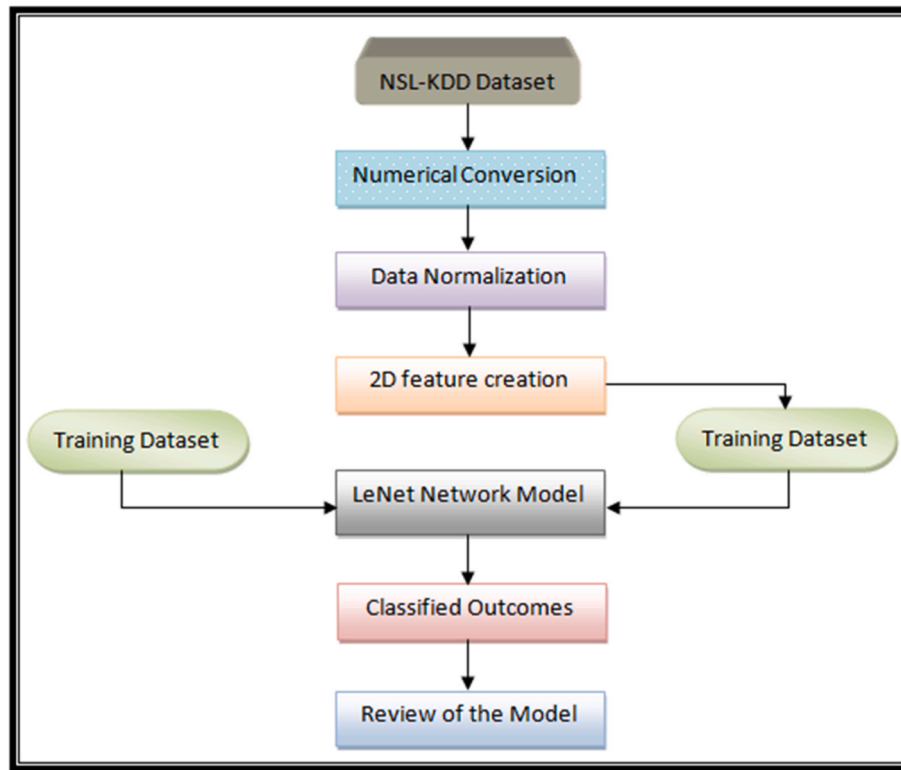 NSL-KDD Dataset
Numerical Conversion
Data Normalization
2D feature creation
Training Dataset
Training Dataset
LeNet Network Model
Classified Outcomes
Review of the Model